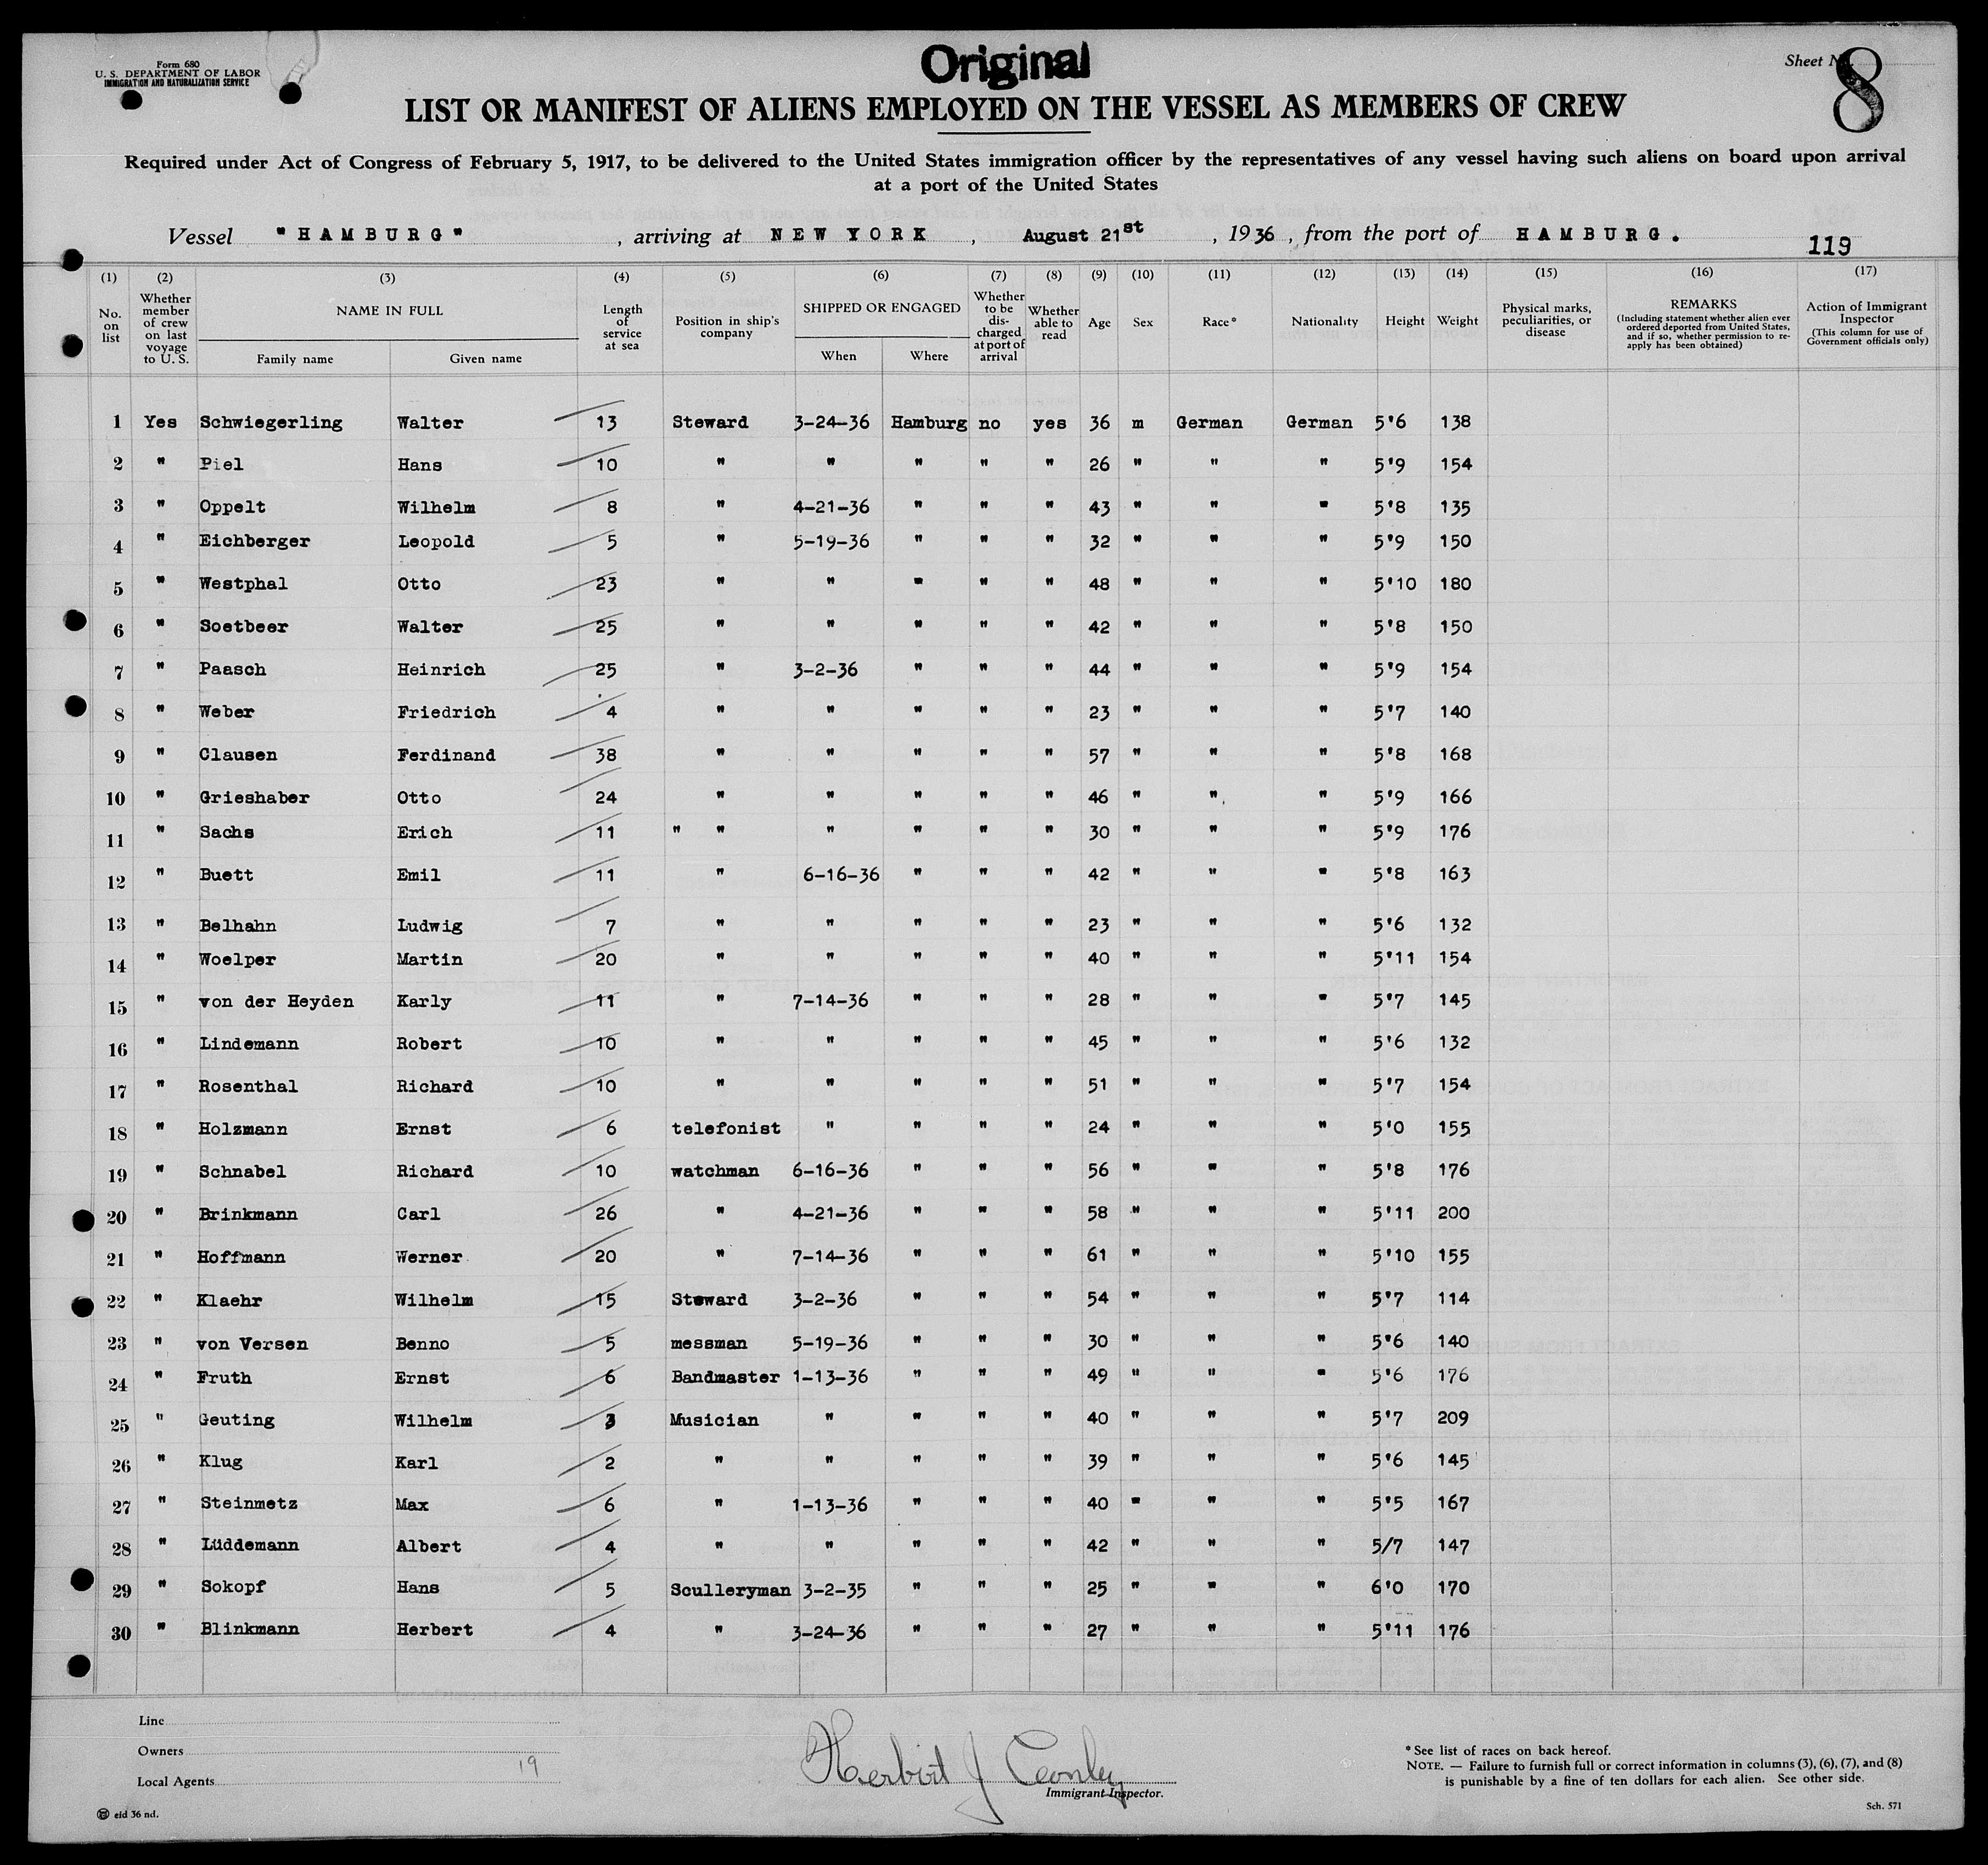 Form 680
U. S. DEPARTMENT OF LABOR
IMMIGRATION AND NATURALIZATION SERVICE
Original
Sheet No. 8
LIST OR MANIFEST OF ALIENS EMPLOYED ON THE VESSEL AS MEMBERS OF CREW
Required under Act of Congress of February 5, 1917, to be delivered to the United States immigration officer by the representatives of any vessel having such aliens on board upon arrival
at a port of the United States
Vessel "HAMBURG", arriving at NEW YORK, August 21st, 1936, from the port of HAMBURG.
119
(1) (2) (3) (4) (5) (6) (7) (8) (9) (10) (11) (12) (13) (14) (15) (16) (17)
No. on list
Whether member of crew on last voyage to U. S.
NAME IN FULL
Family name
Given name
Length of service at sea
Position in ship's company
SHIPPED OR ENGAGED
When
Where
Whether to be discharged at port of arrival
Whether able to read
Age
Sex
Race*
Nationality
Height
Weight
Physical marks, peculiarities, or disease
REMARKS
(Including statement whether alien ever ordered deported from United States, and if so, whether permission to re-apply has been obtained)
Action of Immigrant Inspector
(This column for use of Government officials only)
1 Yes Schwiegerling Walter 13 Steward 3-24-36 Hamburg no yes 36 m German German 5'6 138
2 " Piel Hans 10 " " " " " 26 " " " 5'9 154
3 " Oppelt Wilhelm 8 " 4-21-36 " " " 43 " " " 5'8 135
4 " Eichberger Leopold 5 " 5-19-36 " " " 32 " " " 5'9 150
5 " Westphal Otto 23 " " " " " 48 " " " 5'10 180
6 " Soetbeer Walter 25 " " " " " 42 " " " 5'8 150
7 " Paasch Heinrich 25 " 3-2-36 " " " 44 " " " 5'9 154
8 " Weber Friedrich 4 " " " " " 23 " " " 5'7 140
9 " Clausen Ferdinand 38 " " " " " 57 " " " 5'8 168
10 " Grieshaber Otto 24 " " " " " 46 " " " 5'9 166
11 " Sachs Erich 11 " " " " " " 30 " " " 5'9 176
12 " Buett Emil 11 " 6-16-36 " " " 42 " " " 5'8 163
13 " Belhahn Ludwig 7 " " " " " 23 " " " 5'6 132
14 " Woelper Martin 20 " " " " " 40 " " " 5'11 154
15 " von der Heyden Karly 11 " 7-14-36 " " " 28 " " " 5'7 145
16 " Lindemann Robert 10 " " " " " 45 " " " 5'6 132
17 " Rosenthal Richard 10 " " " " " 51 " " " 5'7 154
18 " Holzmann Ernst 6 telefonist " " " " 24 " " " 5'0 155
19 " Schnabel Richard 10 watchman 6-16-36 " " " 56 " " " 5'8 176
20 " Brinkmann Carl 26 " 4-21-36 " " " 58 " " " 5'11 200
21 " Hoffmann Werner 20 " 7-14-36 " " " 61 " " " 5'10 155
22 " Klaehr Wilhelm 15 Steward 3-2-36 " " " 54 " " " 5'7 114
23 " von Versen Benno 5 messman 5-19-36 " " " 30 " " " 5'6 140
24 " Fruth Ernst 6 Bandmaster 1-13-36 " " " 49 " " " 5'6 176
25 " Geuting Wilhelm 3 Musician " " " " 40 " " " 5'7 209
26 " Klug Karl 2 " " " " " 39 " " " 5'6 145
27 " Steinmetz Max 6 " 1-13-36 " " " 40 " " " 5'5 167
28 " Lüddemann Albert 4 " " " " " 42 " " " 5/7 147
29 " Sokopf Hans 5 Sculleryman 3-2-35 " " " 25 " " " 6'0 170
30 " Blinkmann Herbert 4 " 3-24-36 " " " 27 " " " 5'11 176
Line
Owners
Local Agents
19
Herbert J Conley
Immigrant Inspector.
* See list of races on back hereof.
NOTE. — Failure to furnish full or correct information in columns (3), (6), (7), and (8)
is punishable by a fine of ten dollars for each alien. See other side.
eld 36 nd.
Sch. 571